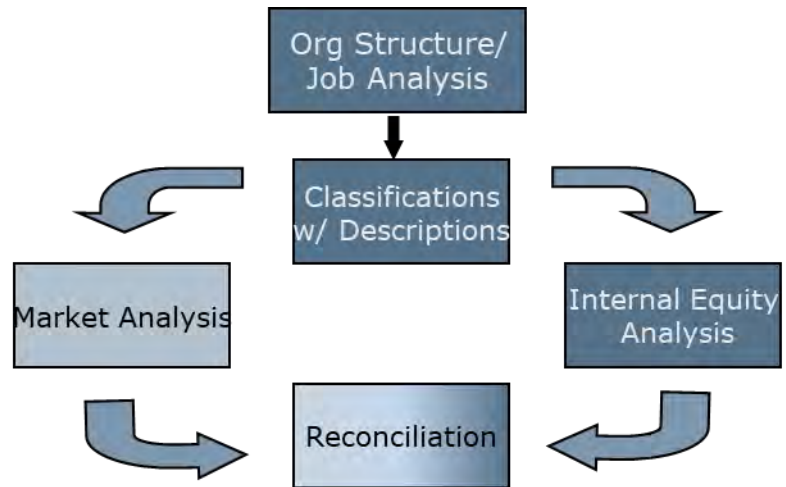 Org Structure/
Job Analysis
Classifications
w/ Descriptions
Market Analysis
Internal Equity
Analysis
Reconciliation